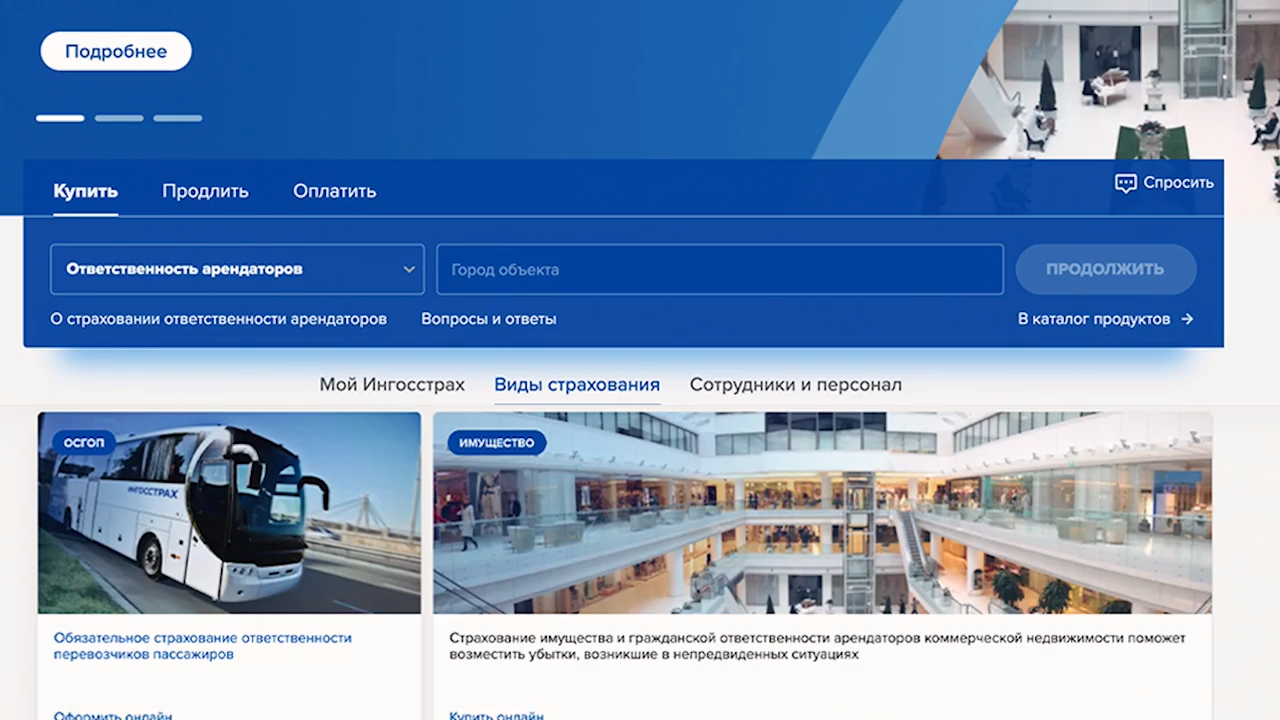 Подробнее
Купить
Продлить
Оплатить
Спросить
Ответственность арендаторов
Город объекта
ПРОДОЛЖИТЬ
О страховании ответственности арендаторов
Вопросы и ответы
В каталог продуктов
Мой Ингосстрах
Виды страхования
Сотрудники и персонал
ОСГОП
ИНГОССТРАХ
Обязательное страхование ответственности
перевозчиков пассажиров
Оформить онлайн
ИМУЩЕСТВО
Страхование имущества и гражданской ответственности арендаторов коммерческой недвижимости поможет
возместить убытки, возникшие в непредвиденных ситуациях
Купить онлайн